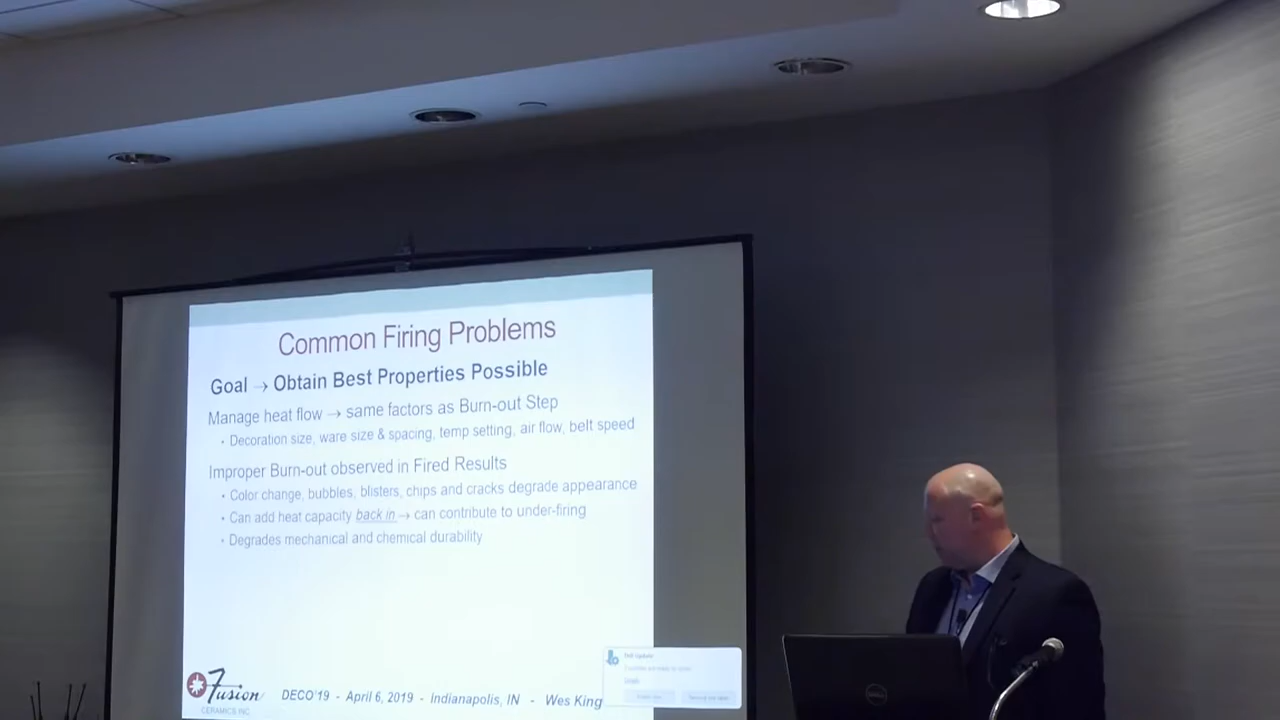 Common Firing Problems
Goal → Obtain Best Properties Possible
Manage heat flow → same factors as Burn-out Step
• Decoration size, ware size & spacing, temp setting, air flow, belt speed
Improper Burn-out observed in Fired Results
• Color change, bubbles, blisters, chips and cracks degrade appearance
• Can add heat capacity back in → can contribute to under-firing
• Degrades mechanical and chemical durability
Fusion
CERAMICS INC
DECO'19 - April 6, 2019 - Indianapolis, IN - Wes King
DELL